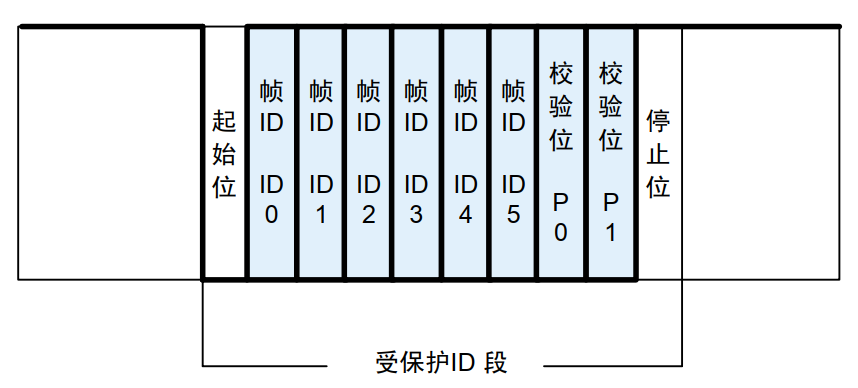 起始位
帧ID ID0
帧ID ID1
帧ID ID2
帧ID ID3
帧ID ID4
帧ID ID5
校验位 P0
校验位 P1
停止位
受保护ID 段